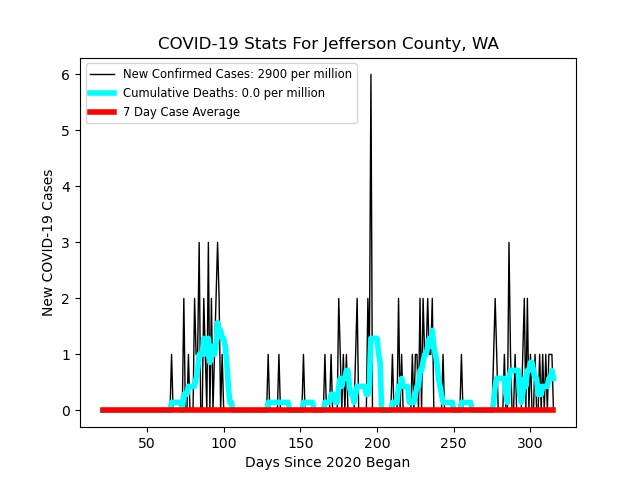 COVID-19 Stats For Jefferson County, WA
New Confirmed Cases: 2900 per million
Cumulative Deaths: 0.0 per million
7 Day Case Average
New COVID-19 Cases
6
5
4
3
2
1
0
50 100 150 200 250 300
Days Since 2020 Began